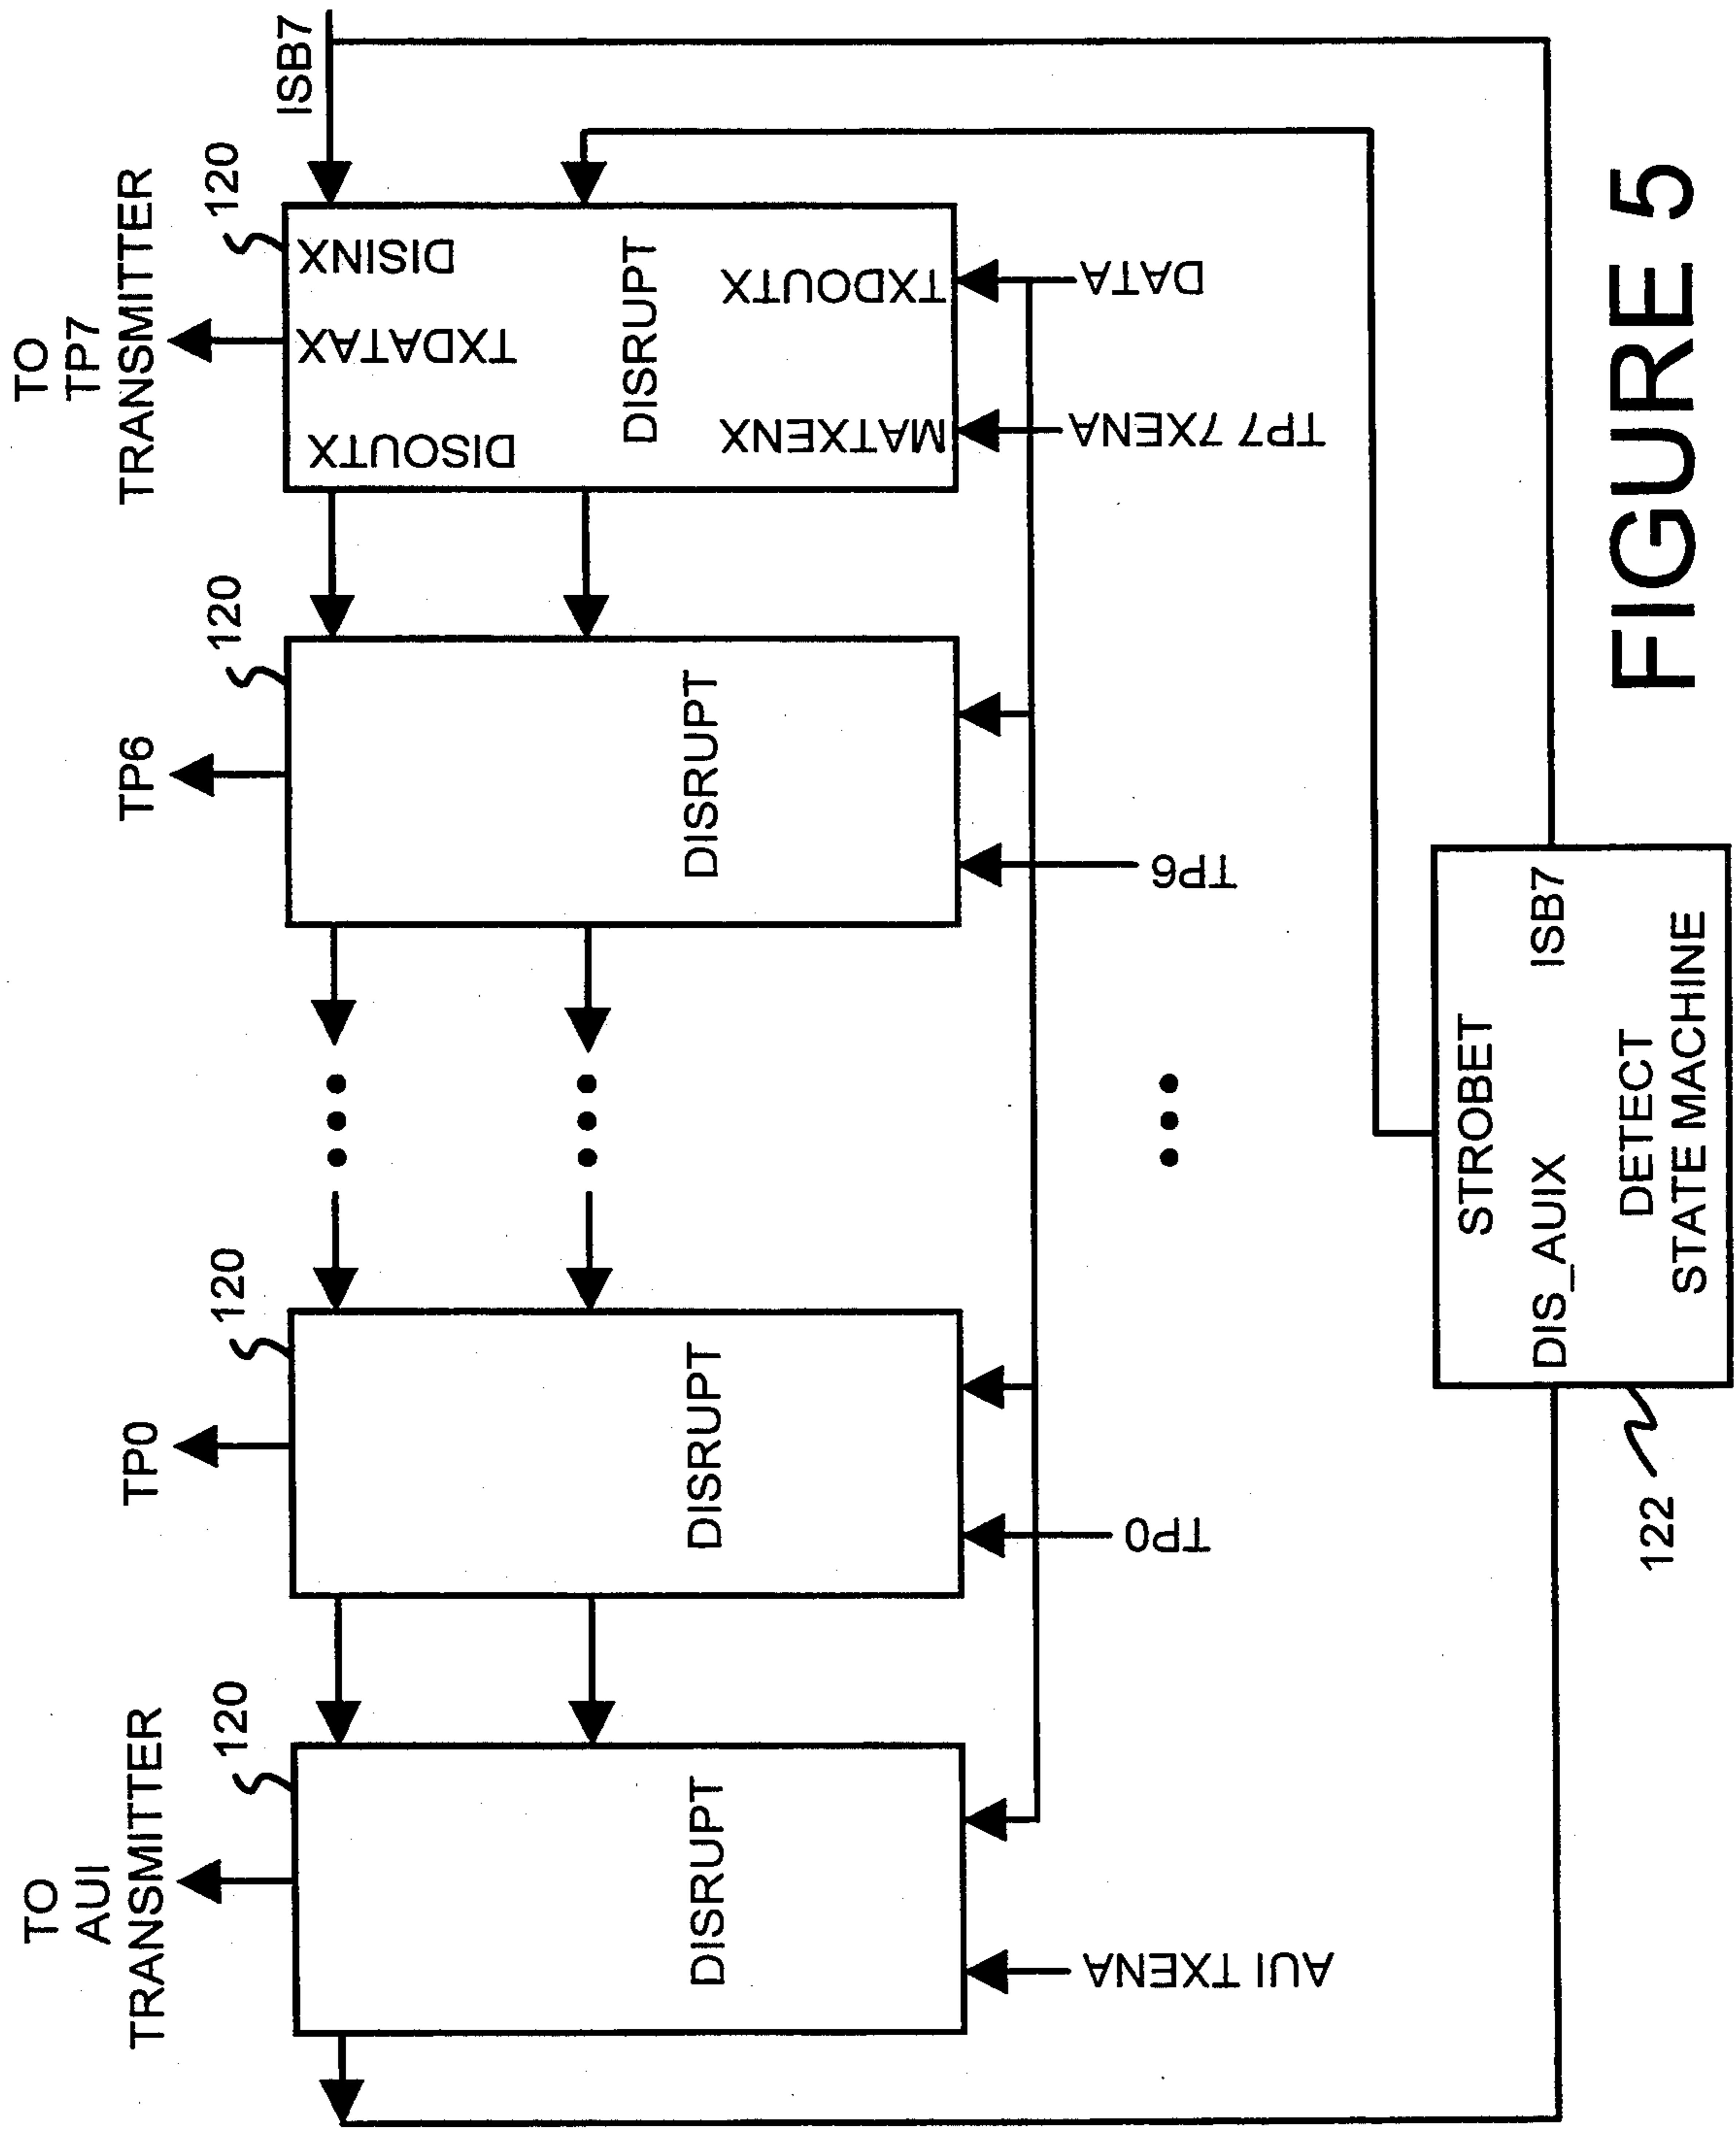 TO
AUI
TRANSMITTER
120
DISRUPT
AUI TXENA
TP0
120
DISRUPT
TP0
TP6
120
DISRUPT
TP6
TO
TP7
TRANSMITTER
120
ISB7
DISOUTX
TXDATAX
DISINX
DISRUPT
MATXENX
TXDOUTX
TP7 7XENA
DATA
122
STROBET
DIS_AUIX
ISB7
DETECT
STATE MACHINE
FIGURE 5